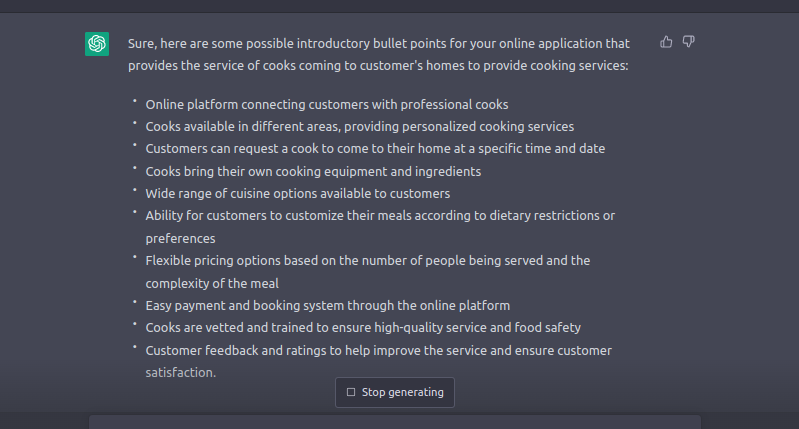 Sure, here are some possible introductory bullet points for your online application that
provides the service of cooks coming to customer's homes to provide cooking services:
• Online platform connecting customers with professional cooks
• Cooks available in different areas, providing personalized cooking services
• Customers can request a cook to come to their home at a specific time and date
• Cooks bring their own cooking equipment and ingredients
• Wide range of cuisine options available to customers
• Ability for customers to customize their meals according to dietary restrictions or
preferences
• Flexible pricing options based on the number of people being served and the
complexity of the meal
• Easy payment and booking system through the online platform
• Cooks are vetted and trained to ensure high-quality service and food safety
• Customer feedback and ratings to help improve the service and ensure customer
satisfaction.
Stop generating